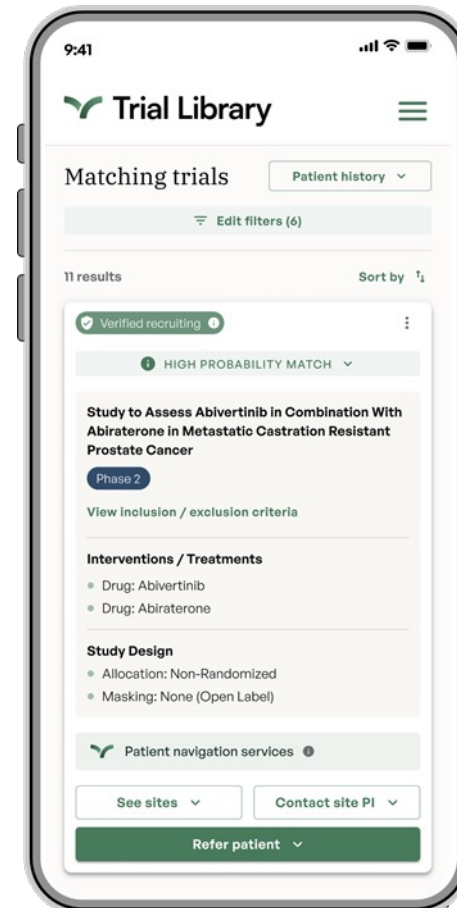 9:41
Trial Library
Matching trials
Patient history
Edit filters (6)
11 results
Sort by
Verified recruiting
HIGH PROBABILITY MATCH
Study to Assess Abivertinib in Combination With
Abiraterone in Metastatic Castration Resistant
Prostate Cancer
Phase 2
View inclusion / exclusion criteria
Interventions / Treatments
Drug: Abivertinib
Drug: Abiraterone
Study Design
Allocation: Non-Randomized
Masking: None (Open Label)
Patient navigation services
See sites
Contact site PI
Refer patient